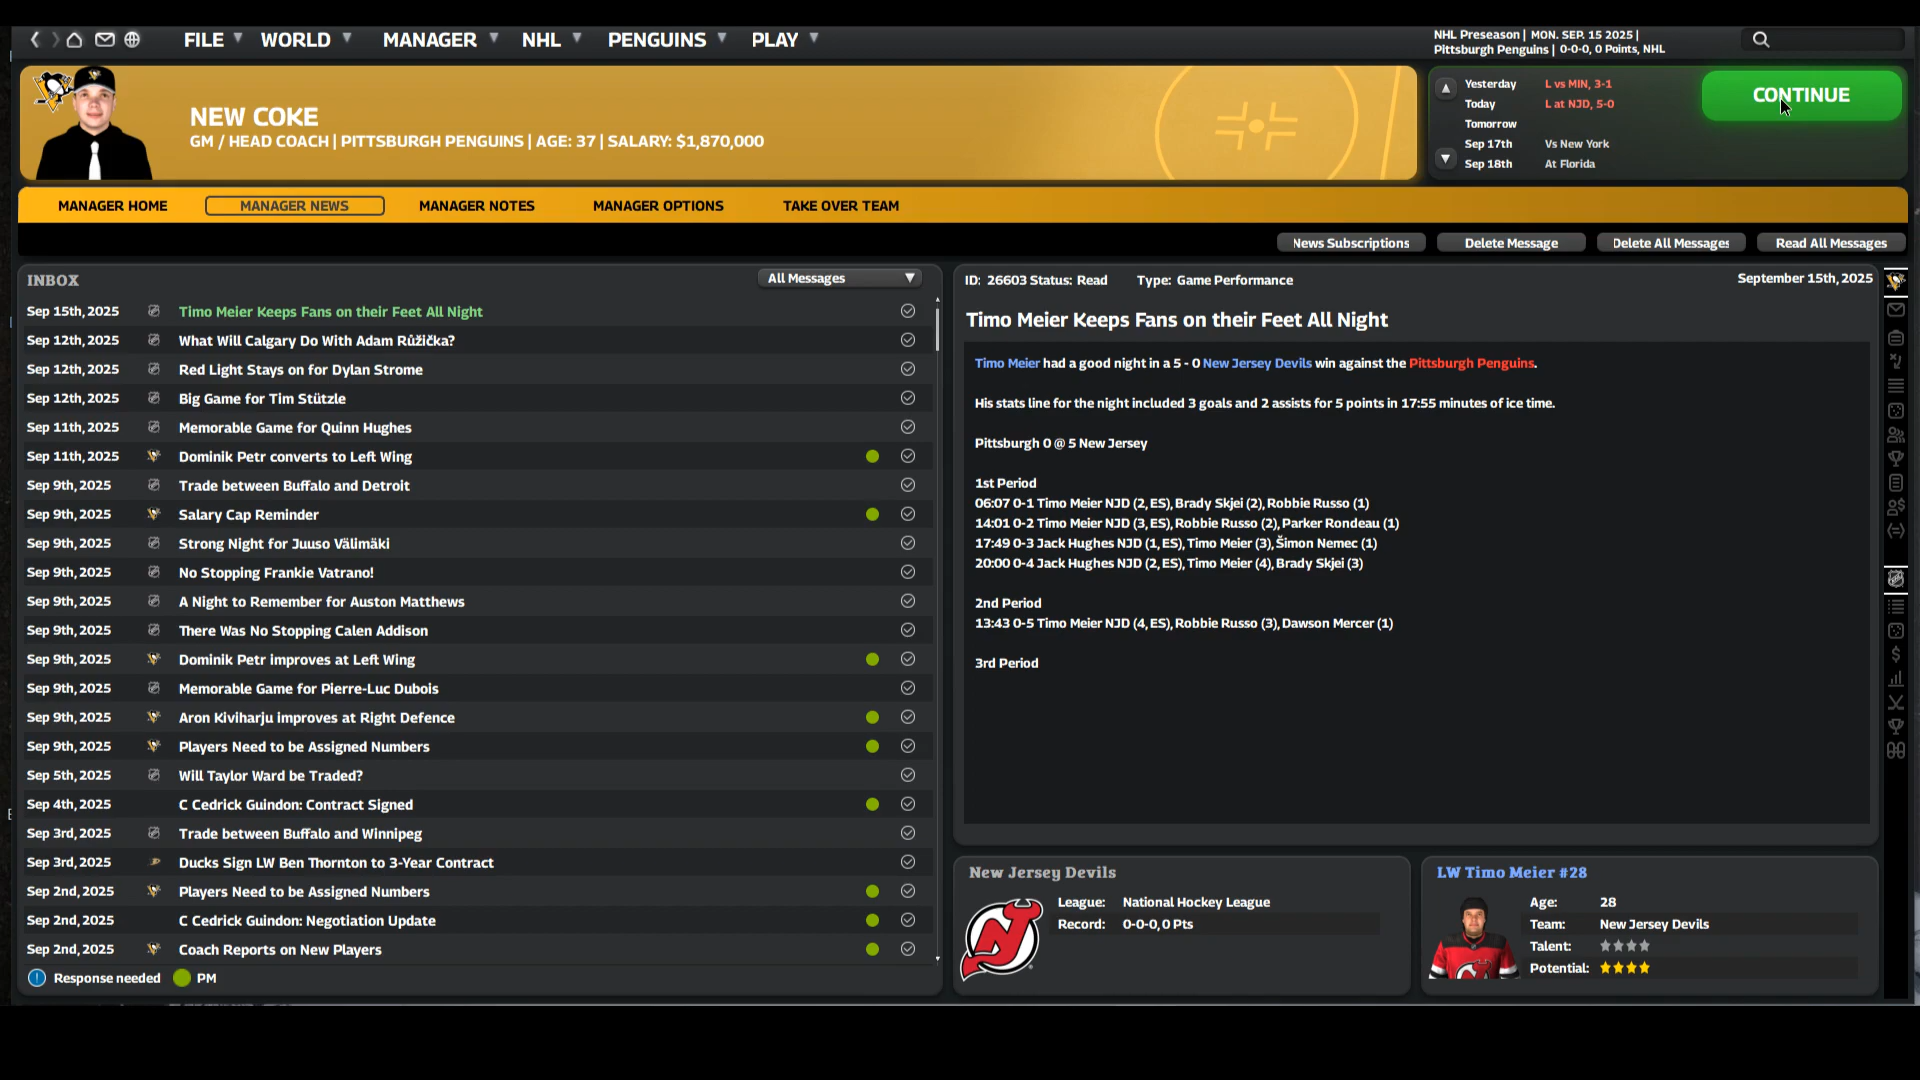 FILE WORLD MANAGER NHL PENGUINS PLAY
NHL Preseason | MON. SEP. 15 2025 |
Pittsburgh Penguins | 0-0-0, 0 Points, NHL
NEW COKE
GM / HEAD COACH | PITTSBURGH PENGUINS | AGE: 37 | SALARY: $1,870,000
Yesterday L vs MIN, 3-1
Today L at NJD, 5-0
Tomorrow
Sep 17th Vs New York
Sep 18th At Florida
CONTINUE
MANAGER HOME MANAGER NEWS MANAGER NOTES MANAGER OPTIONS TAKE OVER TEAM
News Subscriptions Delete Message Delete All Messages Read All Messages
INBOX All Messages
Sep 15th, 2025 Timo Meier Keeps Fans on their Feet All Night
Sep 12th, 2025 What Will Calgary Do With Adam Růžička?
Sep 12th, 2025 Red Light Stays on for Dylan Strome
Sep 12th, 2025 Big Game for Tim Stützle
Sep 11th, 2025 Memorable Game for Quinn Hughes
Sep 11th, 2025 Dominik Petr converts to Left Wing
Sep 9th, 2025 Trade between Buffalo and Detroit
Sep 9th, 2025 Salary Cap Reminder
Sep 9th, 2025 Strong Night for Juuso Välimäki
Sep 9th, 2025 No Stopping Frankie Vatrano!
Sep 9th, 2025 A Night to Remember for Auston Matthews
Sep 9th, 2025 There Was No Stopping Calen Addison
Sep 9th, 2025 Dominik Petr improves at Left Wing
Sep 9th, 2025 Memorable Game for Pierre-Luc Dubois
Sep 9th, 2025 Aron Kiviharju improves at Right Defence
Sep 9th, 2025 Players Need to be Assigned Numbers
Sep 5th, 2025 Will Taylor Ward be Traded?
Sep 4th, 2025 C Cedrick Guindon: Contract Signed
Sep 3rd, 2025 Trade between Buffalo and Winnipeg
Sep 3rd, 2025 Ducks Sign LW Ben Thornton to 3-Year Contract
Sep 2nd, 2025 Players Need to be Assigned Numbers
Sep 2nd, 2025 C Cedrick Guindon: Negotiation Update
Sep 2nd, 2025 Coach Reports on New Players
Response needed PM
ID: 26603 Status: Read Type: Game Performance September 15th, 2025
Timo Meier Keeps Fans on their Feet All Night
Timo Meier had a good night in a 5 - 0 New Jersey Devils win against the Pittsburgh Penguins.
His stats line for the night included 3 goals and 2 assists for 5 points in 17:55 minutes of ice time.
Pittsburgh 0 @ 5 New Jersey
1st Period
06:07 0-1 Timo Meier NJD (2, ES), Brady Skjei (2), Robbie Russo (1)
14:01 0-2 Timo Meier NJD (3, ES), Robbie Russo (2), Parker Rondeau (1)
17:49 0-3 Jack Hughes NJD (1, ES), Timo Meier (3), Šimon Nemec (1)
20:00 0-4 Jack Hughes NJD (2, ES), Timo Meier (4), Brady Skjei (3)
2nd Period
13:43 0-5 Timo Meier NJD (4, ES), Robbie Russo (3), Dawson Mercer (1)
3rd Period
New Jersey Devils
League: National Hockey League
Record: 0-0-0, 0 Pts
LW Timo Meier #28
Age: 28
Team: New Jersey Devils
Talent:
Potential: